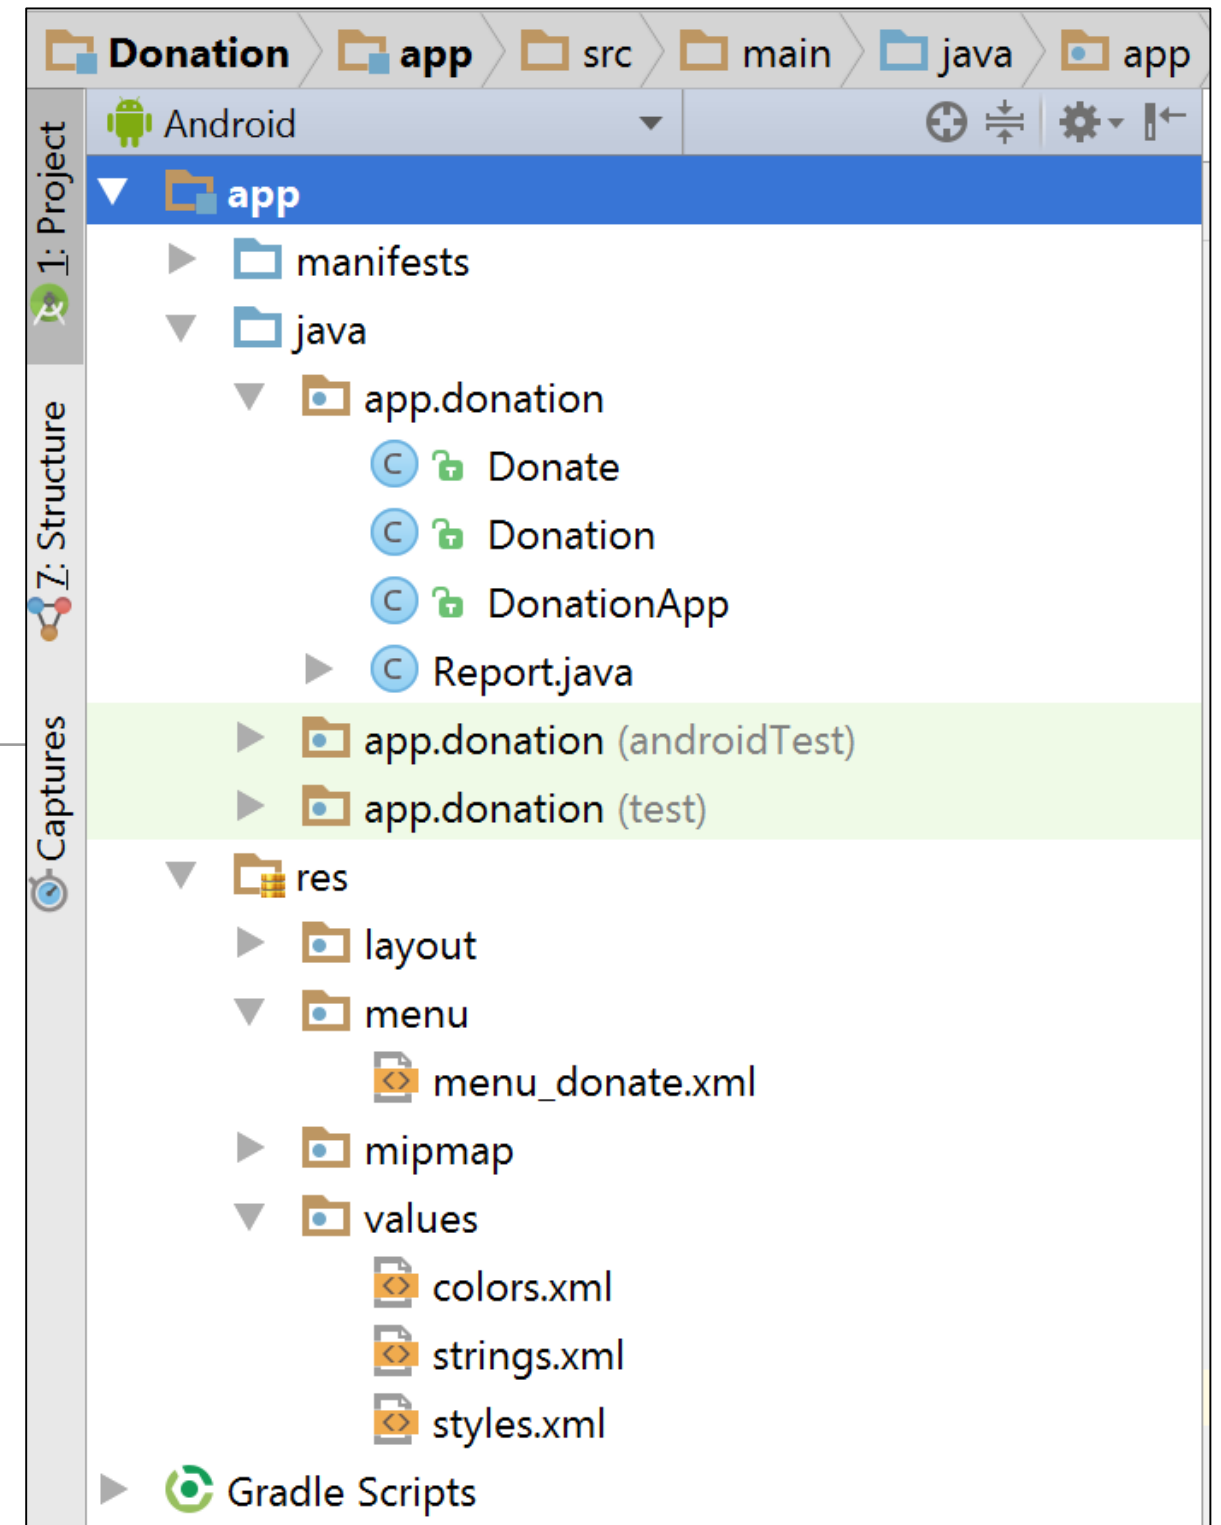 Donation app src main java app
Android
1: Project
7: Structure
Captures
app
manifests
java
app.donation
C Donate
C Donation
C DonationApp
C Report.java
app.donation (androidTest)
app.donation (test)
res
layout
menu
menu_donate.xml
mipmap
values
colors.xml
strings.xml
styles.xml
Gradle Scripts